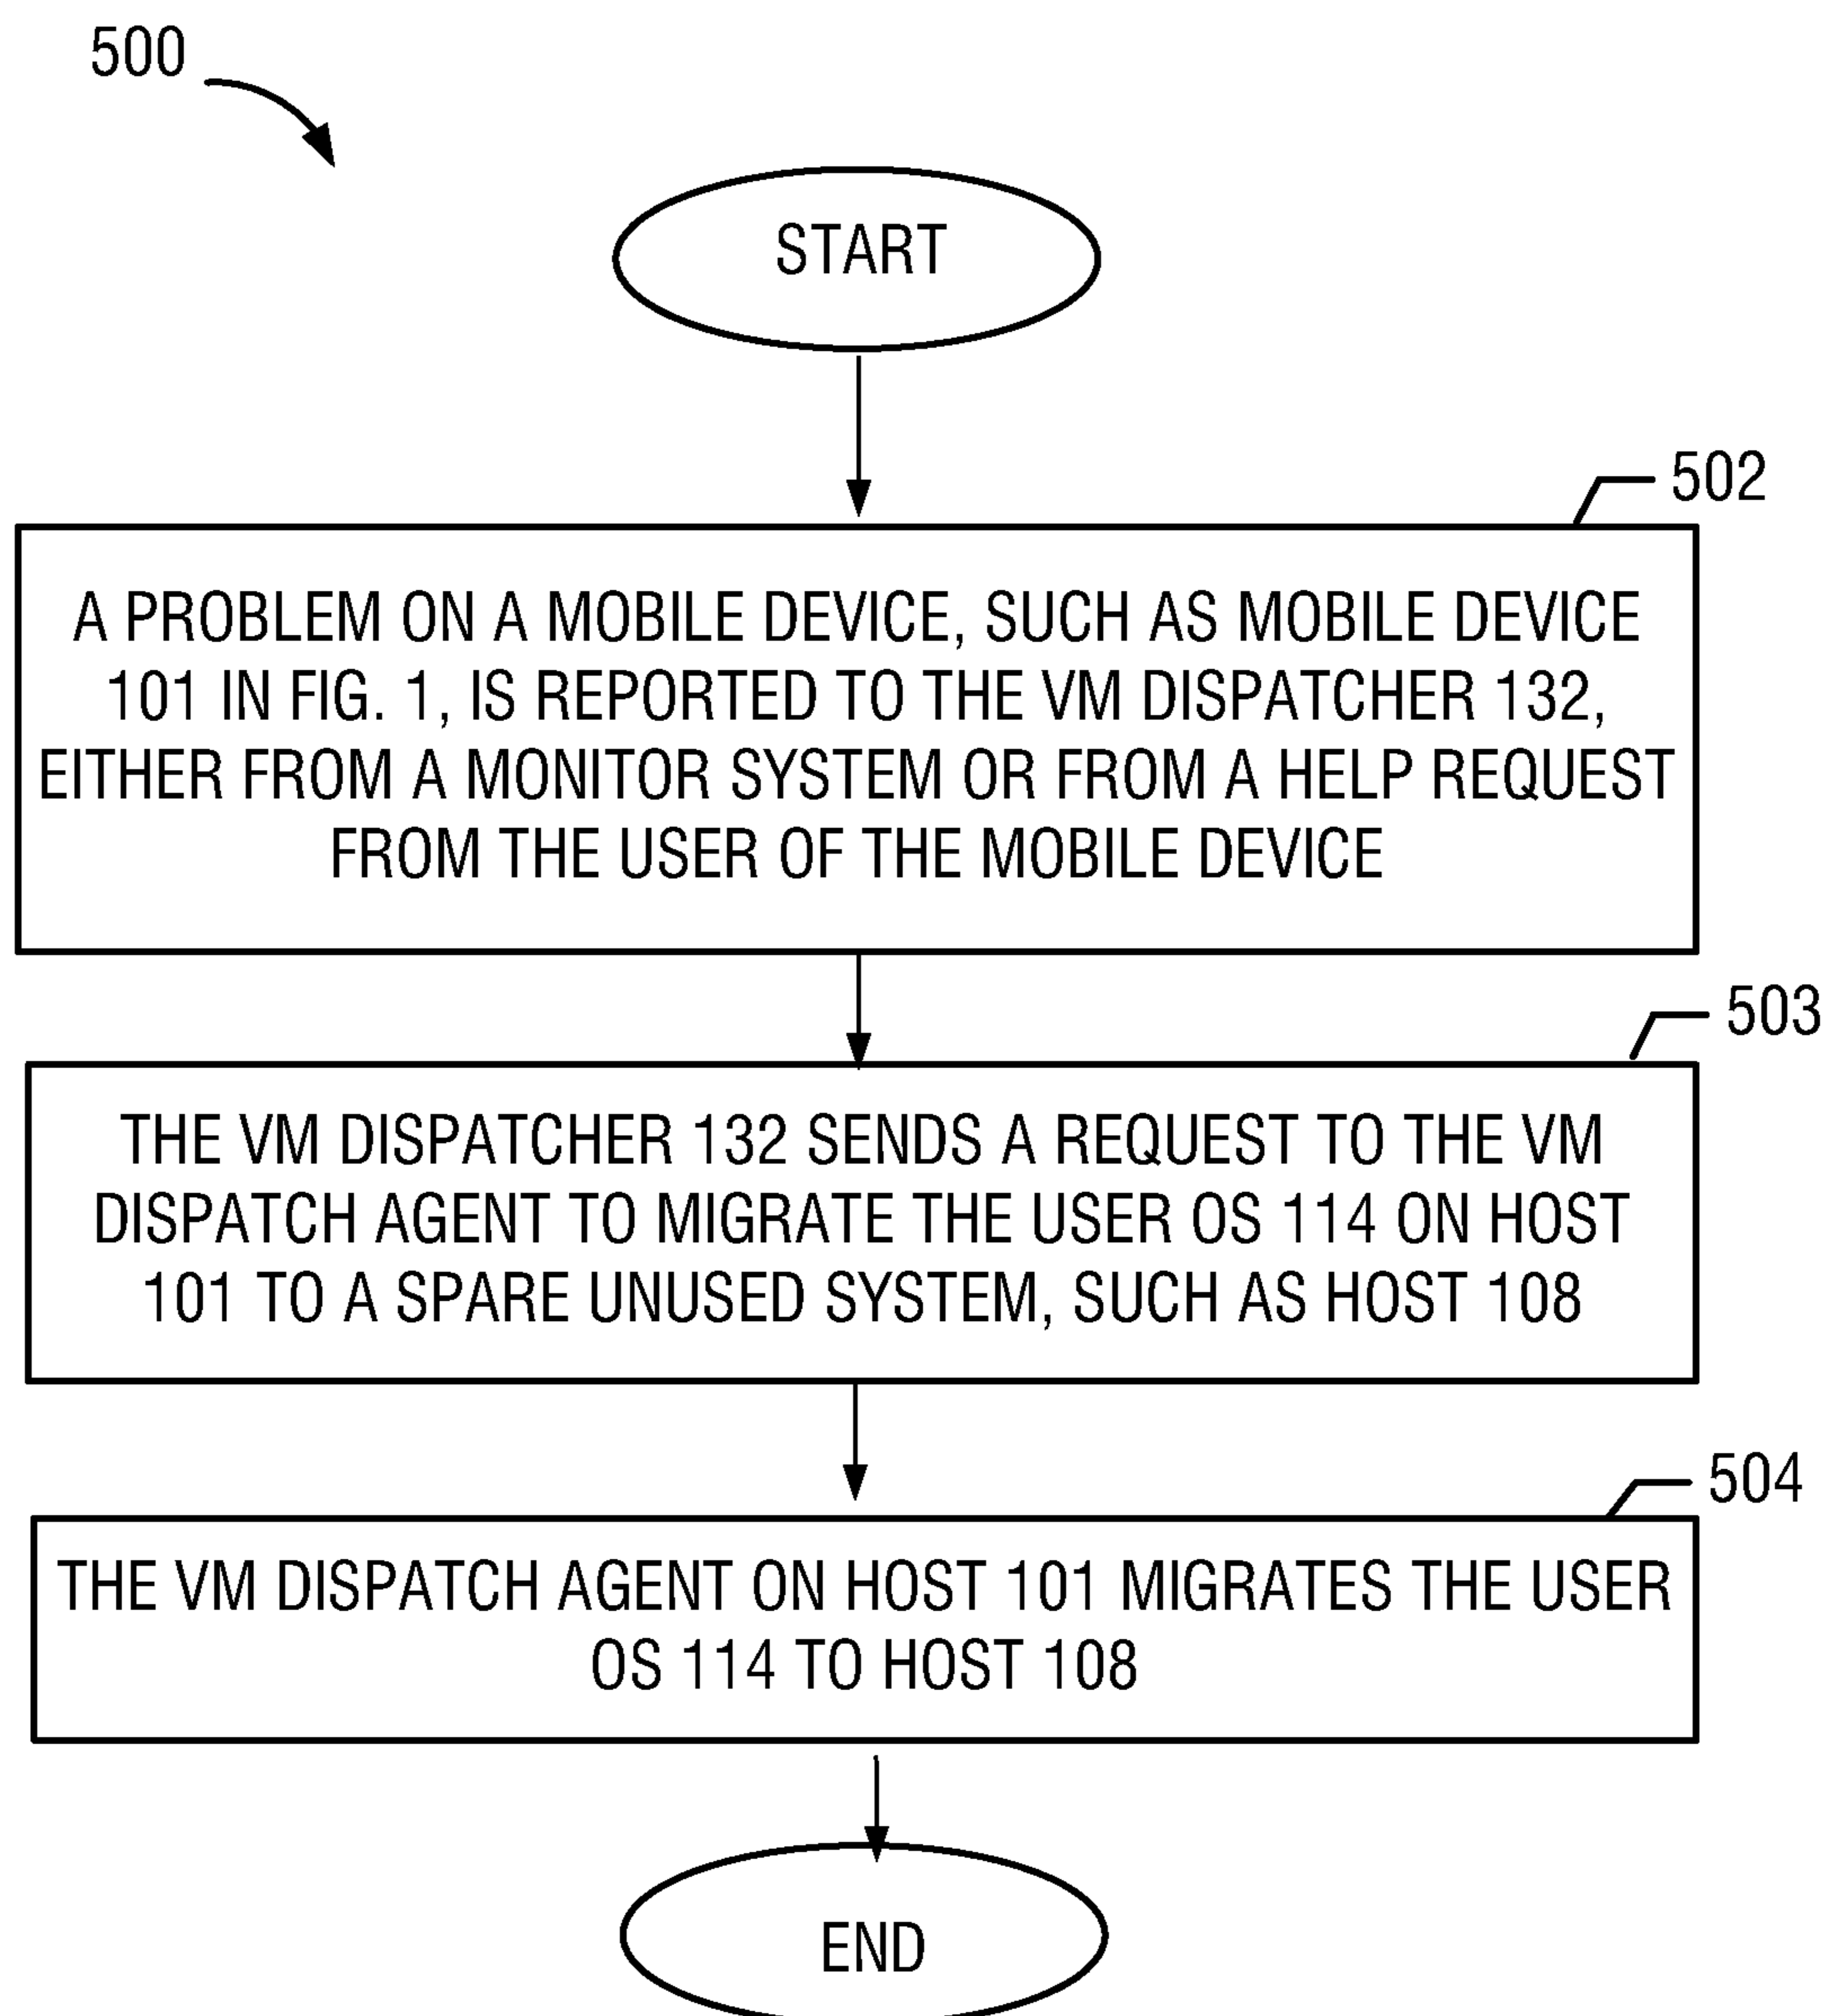 500
START
502
A PROBLEM ON A MOBILE DEVICE, SUCH AS MOBILE DEVICE
101 IN FIG. 1, IS REPORTED TO THE VM DISPATCHER 132,
EITHER FROM A MONITOR SYSTEM OR FROM A HELP REQUEST
FROM THE USER OF THE MOBILE DEVICE
503
THE VM DISPATCHER 132 SENDS A REQUEST TO THE VM
DISPATCH AGENT TO MIGRATE THE USER OS 114 ON HOST
101 TO A SPARE UNUSED SYSTEM, SUCH AS HOST 108
504
THE VM DISPATCH AGENT ON HOST 101 MIGRATES THE USER
OS 114 TO HOST 108
END